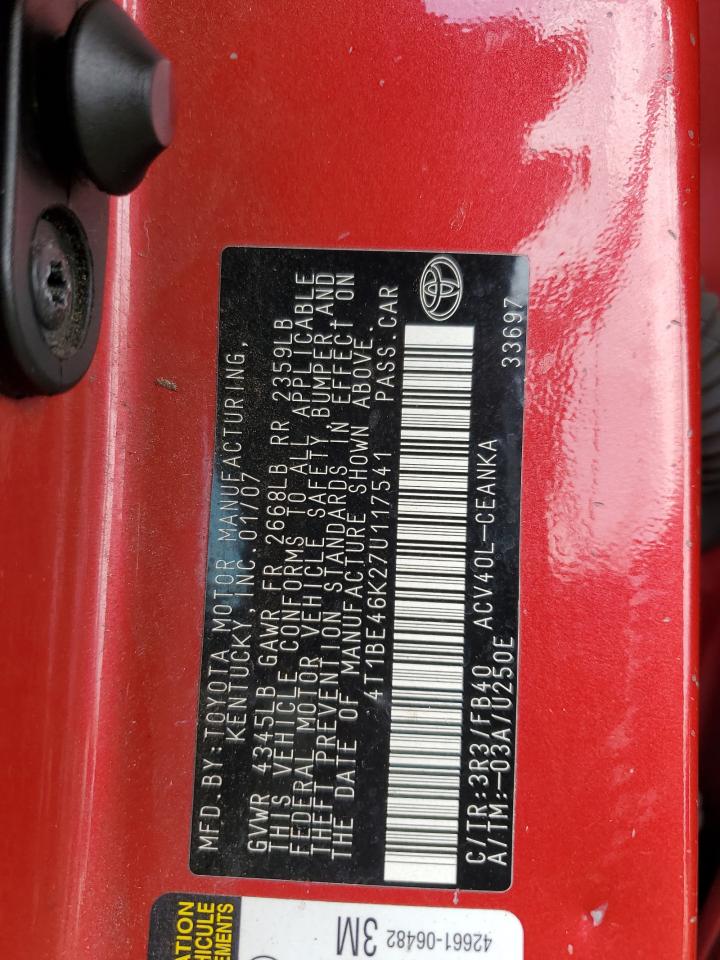 MFD. BY: TOYOTA MOTOR MANUFACTURING,
KENTUCKY, INC. 01/07
GVWR 4345LB GAWR FR 2668LB RR 2359LB
THIS VEHICLE CONFORMS TO ALL APPLICABLE
FEDERAL MOTOR VEHICLE SAFETY, BUMPER AND
THEFT PREVENTION STANDARDS IN EFFECT ON
THE DATE OF MANUFACTURE SHOWN ABOVE.
4T1BE46K27U117541 PASS.CAR
C/TR:3R3/FB40 ACV40L-CEANKA 33697
A/TM:-03A/U250E
3M
42661-06482